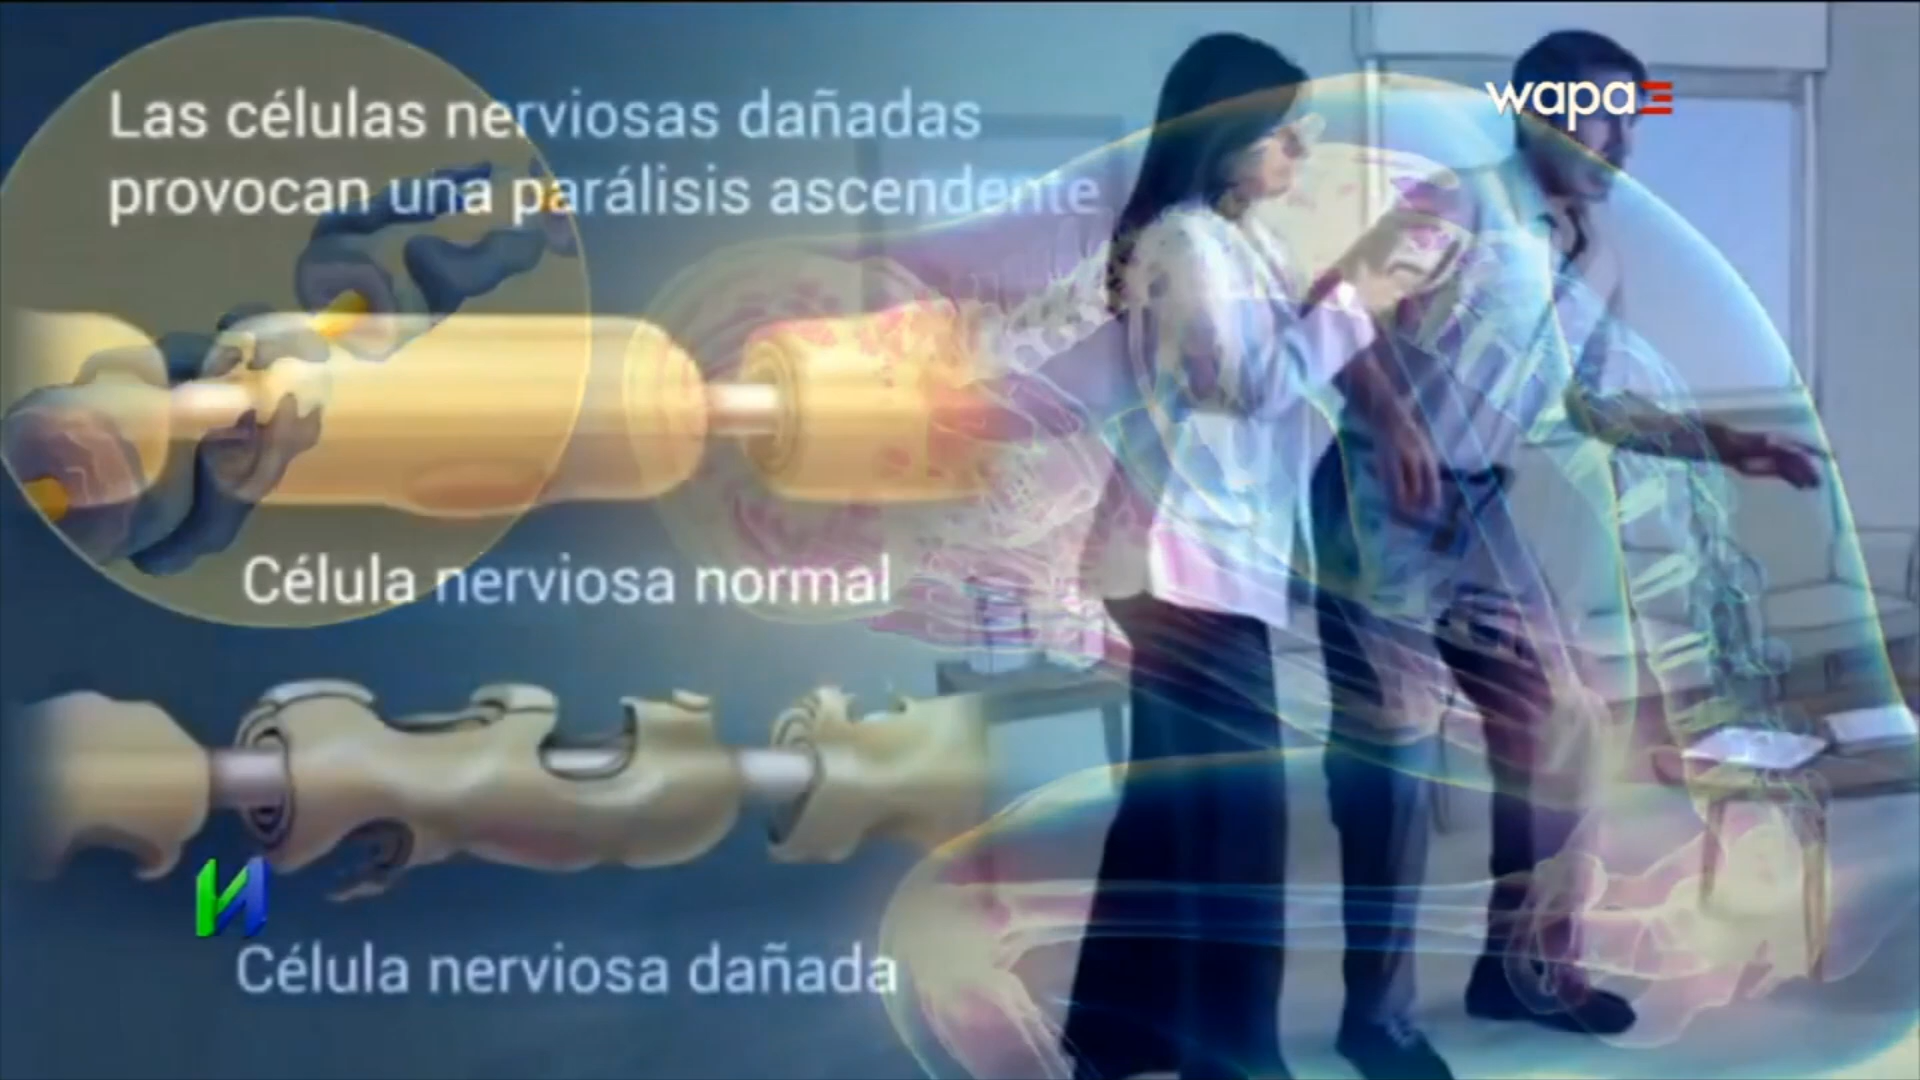 Las células nerviosas dañadas
provocan una parálisis ascendente
wapa
Célula nerviosa normal
Célula nerviosa dañada